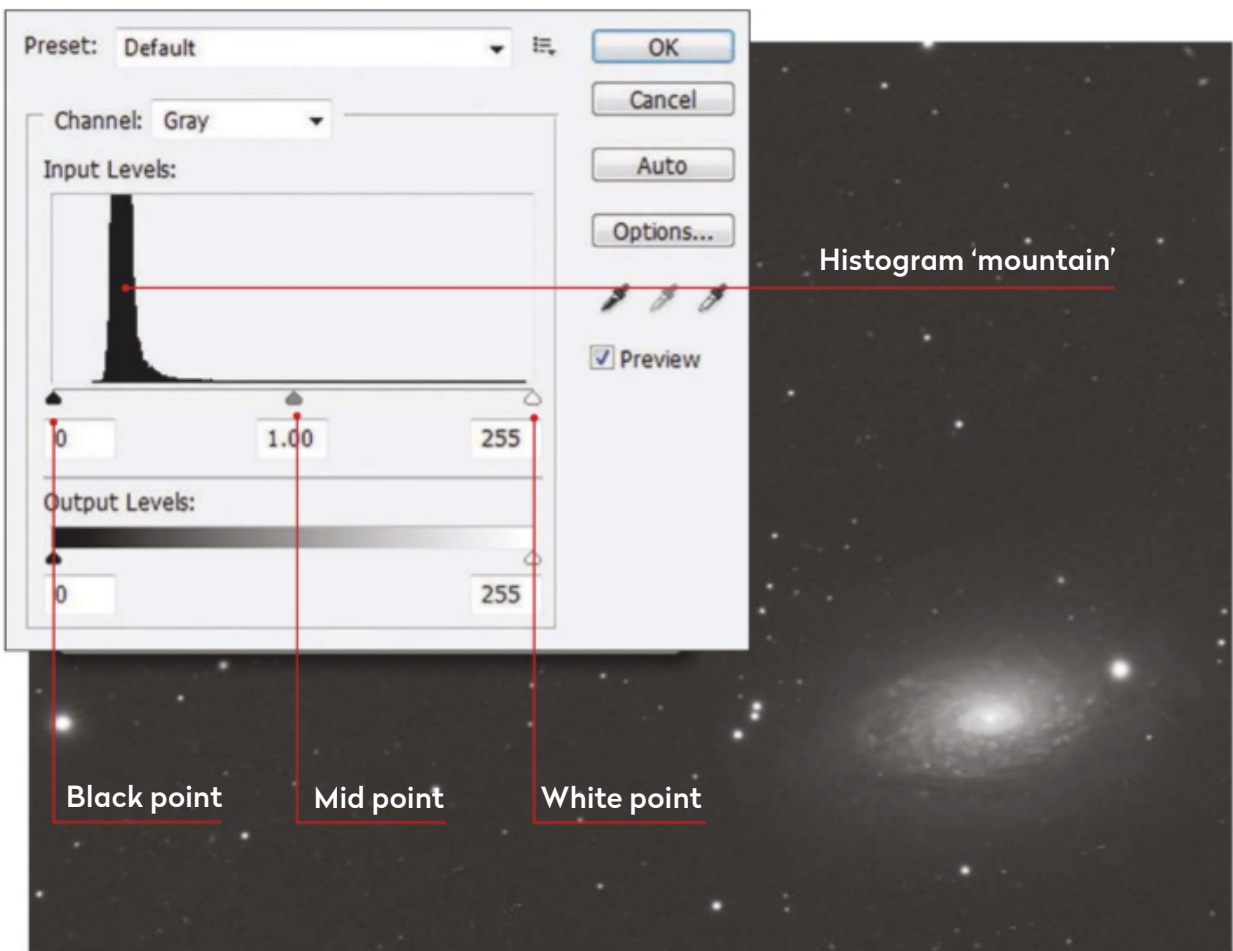 Preset: Default
OK
Cancel
Channel: Gray
Input Levels:
Auto
Options...
Histogram ‘mountain’
Preview
0 1.00 255
Output Levels:
0 255
Black point Mid point White point